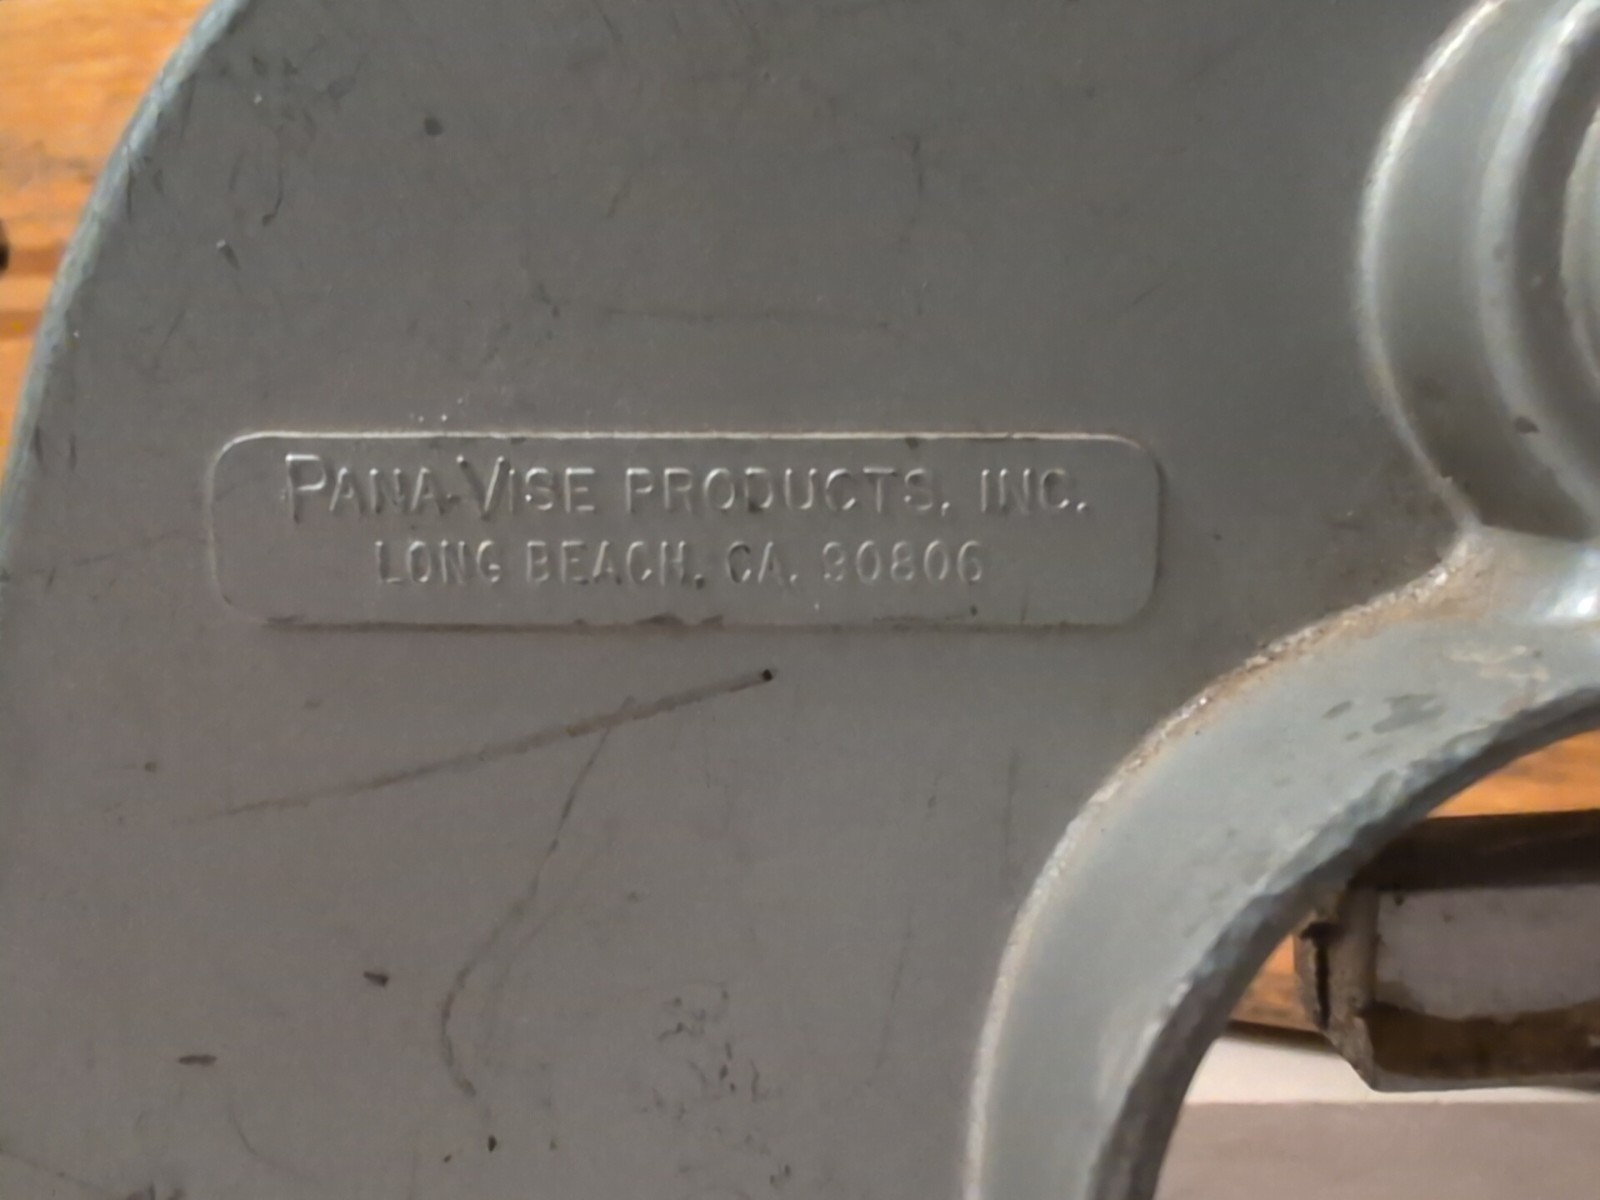 PANA-VISE PRODUCTS, INC.
LONG BEACH, CA. 90806